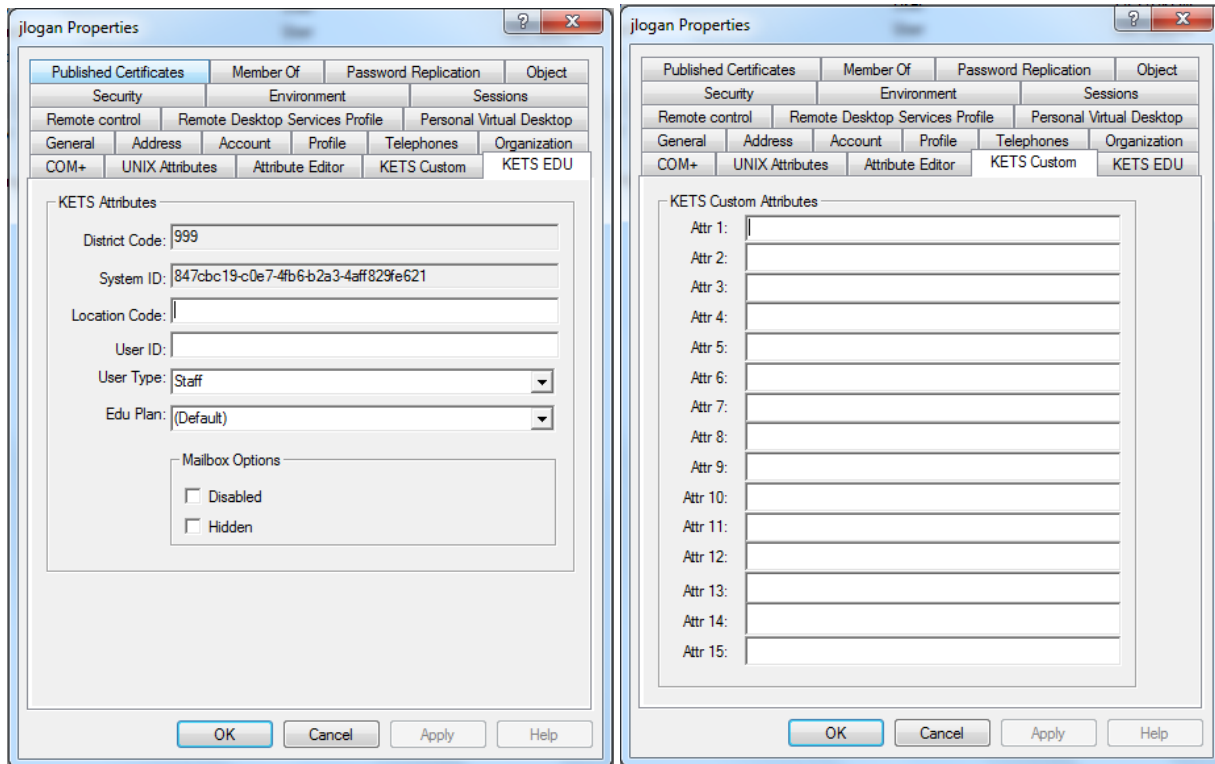 jlogan Properties
Published Certificates Member Of Password Replication Object
Security Environment Sessions
Remote control Remote Desktop Services Profile Personal Virtual Desktop
General Address Account Profile Telephones Organization
COM+ UNIX Attributes Attribute Editor KETS Custom KETS EDU
KETS Attributes
District Code: 999
System ID: 847cbc19-c0e7-4fb6-b2a3-4aff829fe621
Location Code:
User ID:
User Type: Staff
Edu Plan: (Default)
Mailbox Options
Disabled
Hidden
OK Cancel Apply Help
jlogan Properties
Published Certificates Member Of Password Replication Object
Security Environment Sessions
Remote control Remote Desktop Services Profile Personal Virtual Desktop
General Address Account Profile Telephones Organization
COM+ UNIX Attributes Attribute Editor KETS Custom KETS EDU
KETS Custom Attributes
Attr 1:
Attr 2:
Attr 3:
Attr 4:
Attr 5:
Attr 6:
Attr 7:
Attr 8:
Attr 9:
Attr 10:
Attr 11:
Attr 12:
Attr 13:
Attr 14:
Attr 15:
OK Cancel Apply Help